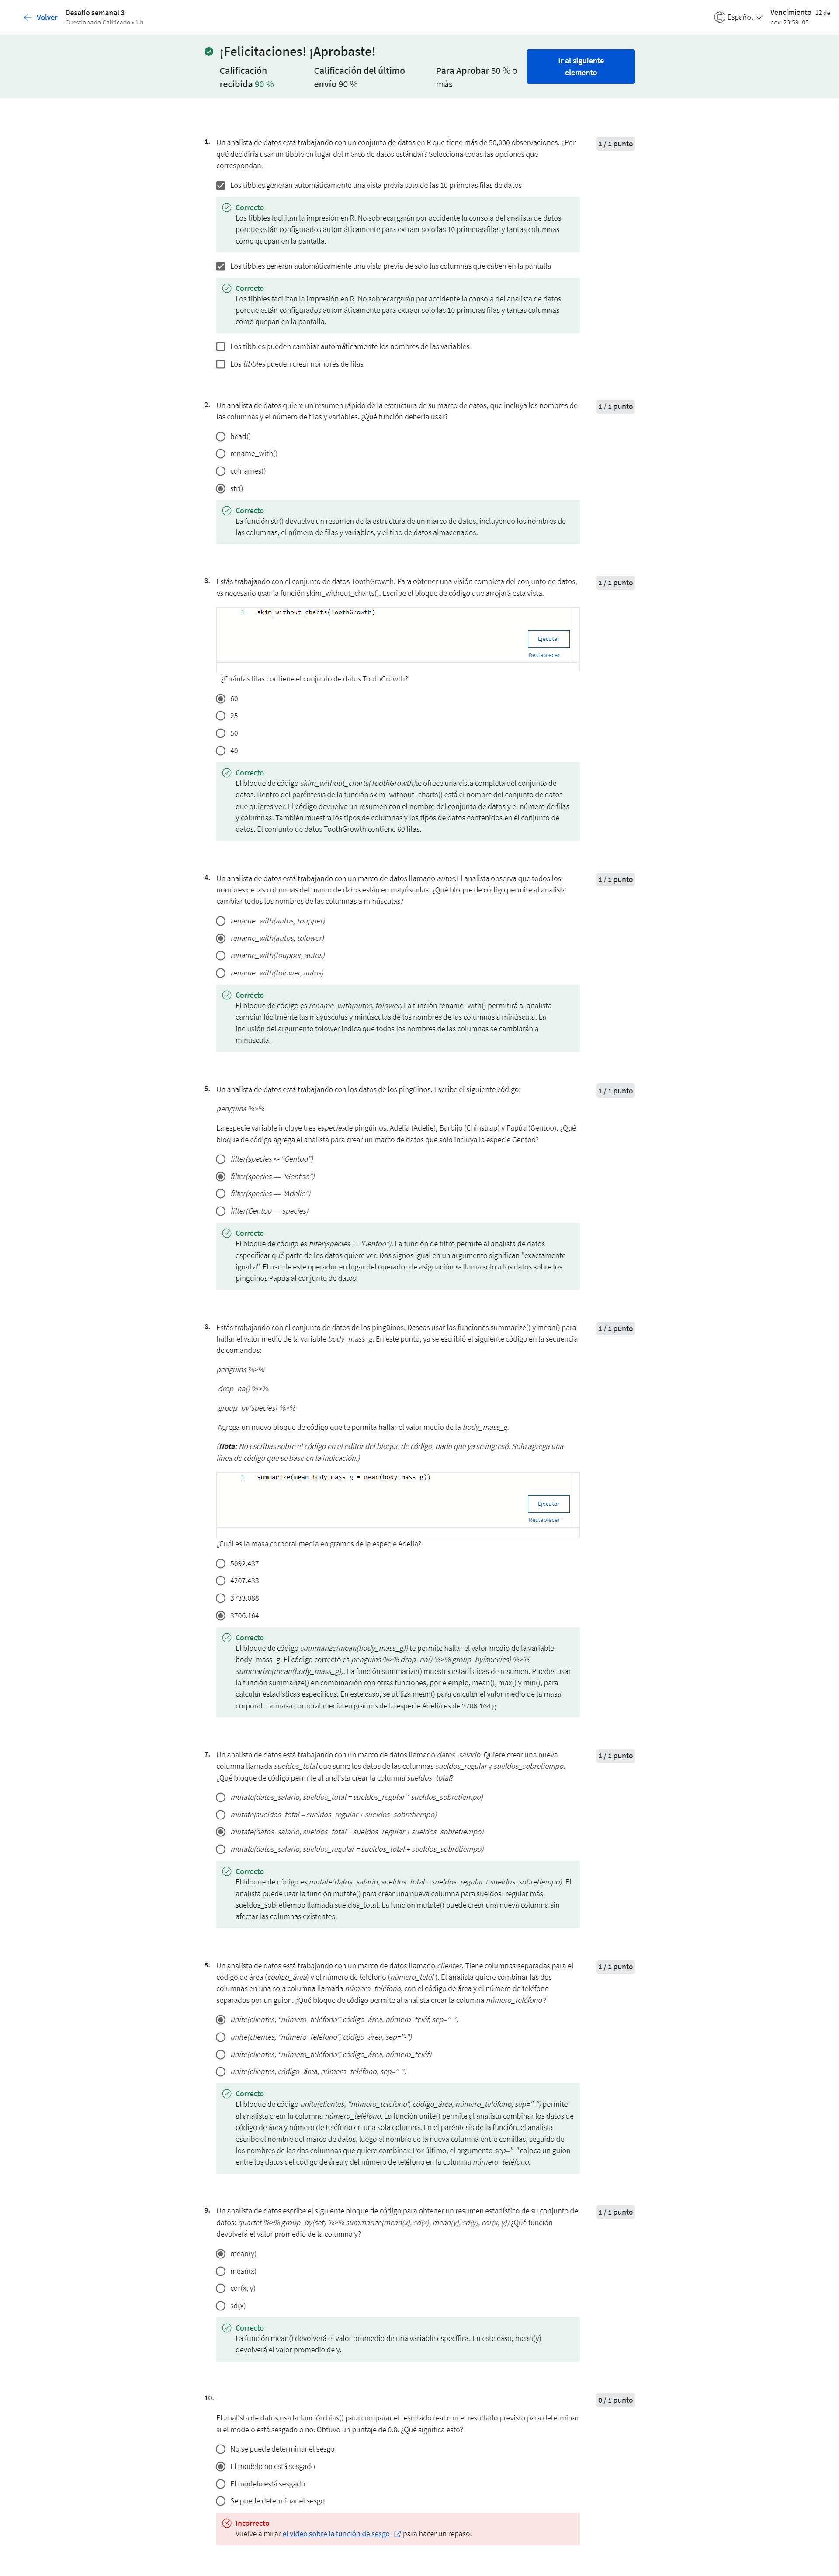 Volver
Desafío semanal 3
Cuestionario Calificado • 1 h
Español
Vencimiento 12 de
nov. 23:59 -05
¡Felicitaciones! ¡Aprobaste!
Calificación
recibida 90 %
Calificación del último
envío 90 %
Para Aprobar 80 % o
más
Ir al siguiente
elemento
1. Un analista de datos está trabajando con un conjunto de datos en R que tiene más de 50,000 observaciones. ¿Por
qué decidiría usar un tibble en lugar del marco de datos estándar? Selecciona todas las opciones que
correspondan.
1 / 1 punto
Los tibbles generan automáticamente una vista previa solo de las 10 primeras filas de datos
Correcto
Los tibbles facilitan la impresión en R. No sobrecargarán por accidente la consola del analista de datos
porque están configurados automáticamente para extraer solo las 10 primeras filas y tantas columnas
como quepan en la pantalla.
Los tibbles generan automáticamente una vista previa de solo las columnas que caben en la pantalla
Correcto
Los tibbles facilitan la impresión en R. No sobrecargarán por accidente la consola del analista de datos
porque están configurados automáticamente para extraer solo las 10 primeras filas y tantas columnas
como quepan en la pantalla.
Los tibbles pueden cambiar automáticamente los nombres de las variables
Los tibbles pueden crear nombres de filas
2. Un analista de datos quiere un resumen rápido de la estructura de su marco de datos, que incluya los nombres de
las columnas y el número de filas y variables. ¿Qué función debería usar?
1 / 1 punto
head()
rename_with()
colnames()
str()
Correcto
La función str() devuelve un resumen de la estructura de un marco de datos, incluyendo los nombres de
las columnas, el número de filas y variables, y el tipo de datos almacenados.
3. Estás trabajando con el conjunto de datos ToothGrowth. Para obtener una visión completa del conjunto de datos,
es necesario usar la función skim_without_charts(). Escribe el bloque de código que arrojará esta vista.
1 / 1 punto
1 skim_without_charts(ToothGrowth)
Ejecutar
Restablecer
¿Cuántas filas contiene el conjunto de datos ToothGrowth?
60
25
50
40
Correcto
El bloque de código skim_without_charts(ToothGrowth)te ofrece una vista completa del conjunto de
datos. Dentro del paréntesis de la función skim_without_charts() está el nombre del conjunto de datos
que quieres ver. El código devuelve un resumen con el nombre del conjunto de datos y el número de filas
y columnas. También muestra los tipos de columnas y los tipos de datos contenidos en el conjunto de
datos. El conjunto de datos ToothGrowth contiene 60 filas.
4. Un analista de datos está trabajando con un marco de datos llamado autos.El analista observa que todos los
nombres de las columnas del marco de datos están en mayúsculas. ¿Qué bloque de código permite al analista
cambiar todos los nombres de las columnas a minúsculas?
1 / 1 punto
rename_with(autos, toupper)
rename_with(autos, tolower)
rename_with(toupper, autos)
rename_with(tolower, autos)
Correcto
El bloque de código es rename_with(autos, tolower) La función rename_with() permitirá al analista
cambiar fácilmente las mayúsculas y minúsculas de los nombres de las columnas a minúscula. La
inclusión del argumento tolower indica que todos los nombres de las columnas se cambiarán a
minúscula.
5. Un analista de datos está trabajando con los datos de los pingüinos. Escribe el siguiente código:
1 / 1 punto
penguins %>%
La especie variable incluye tres especiesde pingüinos: Adelia (Adelie), Barbijo (Chinstrap) y Papúa (Gentoo). ¿Qué
bloque de código agrega el analista para crear un marco de datos que solo incluya la especie Gentoo?
filter(species <- “Gentoo”)
filter(species == “Gentoo”)
filter(species == “Adelie”)
filter(Gentoo == species)
Correcto
El bloque de código es filter(species== “Gentoo”). La función de filtro permite al analista de datos
especificar qué parte de los datos quiere ver. Dos signos igual en un argumento significan "exactamente
igual a". El uso de este operador en lugar del operador de asignación <- llama solo a los datos sobre los
pingüinos Papúa al conjunto de datos.
6. Estás trabajando con el conjunto de datos de los pingüinos. Deseas usar las funciones summarize() y mean() para
hallar el valor medio de la variable body_mass_g. En este punto, ya se escribió el siguiente código en la secuencia
de comandos:
1 / 1 punto
penguins %>%
drop_na() %>%
group_by(species) %>%
Agrega un nuevo bloque de código que te permita hallar el valor medio de la body_mass_g.
(Nota: No escribas sobre el código en el editor del bloque de código, dado que ya se ingresó. Solo agrega una
línea de código que se base en la indicación.)
1 summarize(mean_body_mass_g = mean(body_mass_g))
Ejecutar
Restablecer
¿Cuál es la masa corporal media en gramos de la especie Adelia?
5092.437
4207.433
3733.088
3706.164
Correcto
El bloque de código summarize(mean(body_mass_g)) te permite hallar el valor medio de la variable
body_mass_g. El código correcto es penguins %>% drop_na() %>% group_by(species) %>%
summarize(mean(body_mass_g)). La función summarize() muestra estadísticas de resumen. Puedes usar
la función summarize() en combinación con otras funciones, por ejemplo, mean(), max() y min(), para
calcular estadísticas específicas. En este caso, se utiliza mean() para calcular el valor medio de la masa
corporal. La masa corporal media en gramos de la especie Adelia es de 3706.164 g.
7. Un analista de datos está trabajando con un marco de datos llamado datos_salario. Quiere crear una nueva
columna llamada sueldos_total que sume los datos de las columnas sueldos_regular y sueldos_sobretiempo.
¿Qué bloque de código permite al analista crear la columna sueldos_total?
1 / 1 punto
mutate(datos_salario, sueldos_total = sueldos_regular * sueldos_sobretiempo)
mutate(sueldos_total = sueldos_regular + sueldos_sobretiempo)
mutate(datos_salario, sueldos_total = sueldos_regular + sueldos_sobretiempo)
mutate(datos_salario, sueldos_regular = sueldos_total + sueldos_sobretiempo)
Correcto
El bloque de código es mutate(datos_salario, sueldos_total = sueldos_regular + sueldos_sobretiempo). El
analista puede usar la función mutate() para crear una nueva columna para sueldos_regular más
sueldos_sobretiempo llamada sueldos_total. La función mutate() puede crear una nueva columna sin
afectar las columnas existentes.
8. Un analista de datos está trabajando con un marco de datos llamado clientes. Tiene columnas separadas para el
código de área (código_área) y el número de teléfono (número_teléf ). El analista quiere combinar las dos
columnas en una sola columna llamada número_teléfono, con el código de área y el número de teléfono
separados por un guion. ¿Qué bloque de código permite al analista crear la columna número_teléfono ?
1 / 1 punto
unite(clientes, “número_teléfono”, código_área, número_teléf, sep=”-”)
unite(clientes, “número_teléfono”, código_área, sep=”-”)
unite(clientes, “número_teléfono”, código_área, número_teléf)
unite(clientes, código_área, número_teléfono, sep=”-”)
Correcto
El bloque de código unite(clientes, “número_teléfono”, código_área, número_teléfono, sep=”-”) permite
al analista crear la columna número_teléfono. La función unite() permite al analista combinar los datos de
código de área y número de teléfono en una sola columna. En el paréntesis de la función, el analista
escribe el nombre del marco de datos, luego el nombre de la nueva columna entre comillas, seguido de
los nombres de las dos columnas que quiere combinar. Por último, el argumento sep=”-” coloca un guion
entre los datos del código de área y del número de teléfono en la columna número_teléfono.
9. Un analista de datos escribe el siguiente bloque de código para obtener un resumen estadístico de su conjunto de
datos: quartet %>% group_by(set) %>% summarize(mean(x), sd(x), mean(y), sd(y), cor(x, y)) ¿Qué función
devolverá el valor promedio de la columna y?
1 / 1 punto
mean(y)
mean(x)
cor(x, y)
sd(x)
Correcto
La función mean() devolverá el valor promedio de una variable específica. En este caso, mean(y)
devolverá el valor promedio de y.
10.
0 / 1 punto
El analista de datos usa la función bias() para comparar el resultado real con el resultado previsto para determinar
si el modelo está sesgado o no. Obtuvo un puntaje de 0.8. ¿Qué significa esto?
No se puede determinar el sesgo
El modelo no está sesgado
El modelo está sesgado
Se puede determinar el sesgo
Incorrecto
Vuelve a mirar el vídeo sobre la función de sesgo para hacer un repaso.